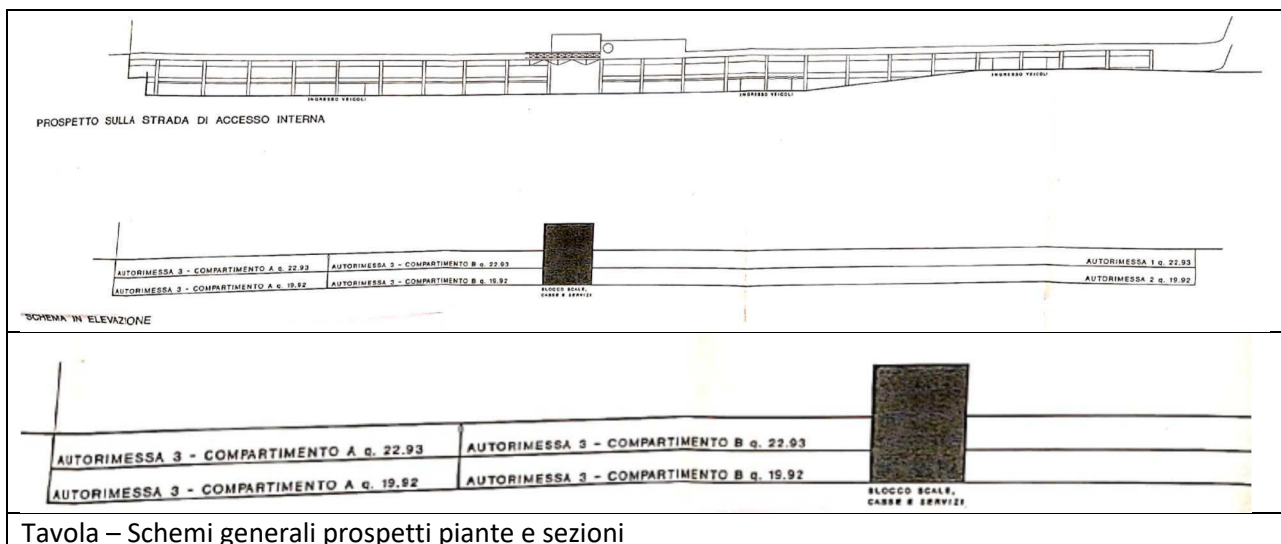 INGRESSO VEICOLI
INGRESSO VEICOLI
INGRESSO VEICOLI
PROSPETTO SULLA STRADA DI ACCESSO INTERNA
AUTORIMESSA 3 - COMPARTIMENTO A q. 22.93
AUTORIMESSA 3 - COMPARTIMENTO B q. 22.93
AUTORIMESSA 1 q. 22.93
AUTORIMESSA 3 - COMPARTIMENTO A q. 19.92
AUTORIMESSA 3 - COMPARTIMENTO B q. 19.92
AUTORIMESSA 2 q. 19.92
BLOCCO SCALE,
CASSE E SERVIZI
SCHEMA IN ELEVAZIONE
AUTORIMESSA 3 - COMPARTIMENTO A q. 22.93
AUTORIMESSA 3 - COMPARTIMENTO B q. 22.93
AUTORIMESSA 3 - COMPARTIMENTO A q. 19.92
AUTORIMESSA 3 - COMPARTIMENTO B q. 19.92
BLOCCO SCALE,
CASSE E SERVIZI
Tavola – Schemi generali prospetti piante e sezioni